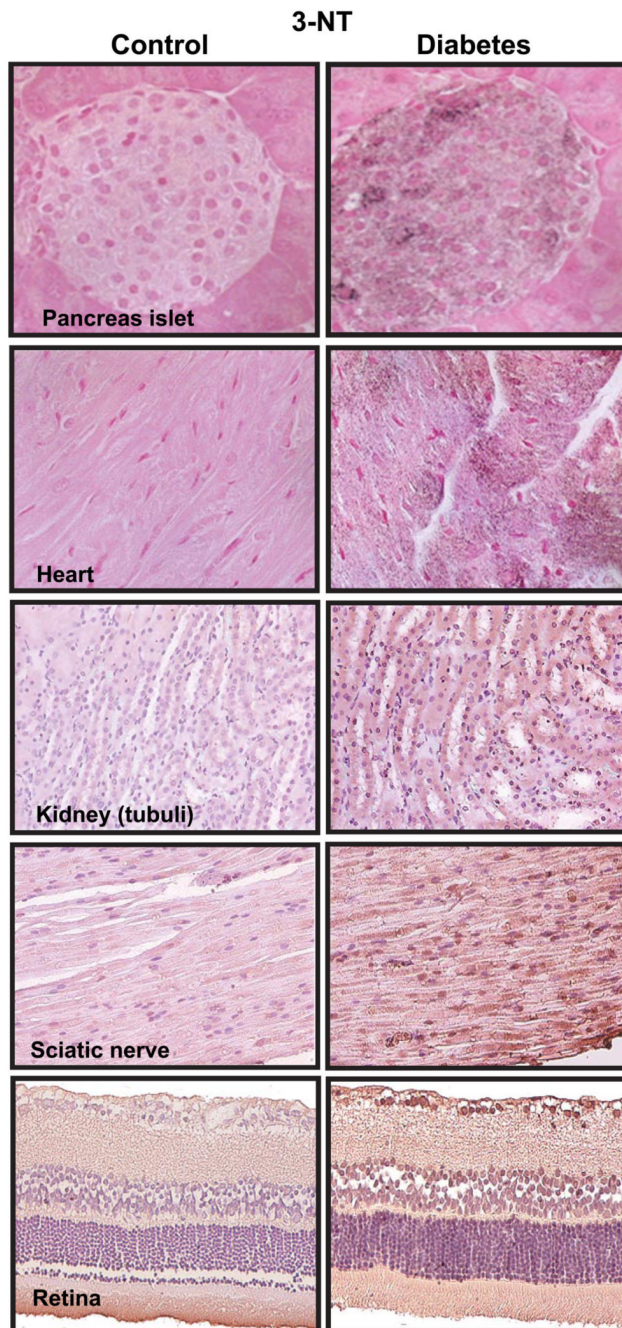 3-NT
Control
Diabetes
Pancreas islet
Heart
Kidney (tubuli)
Sciatic nerve
Retina